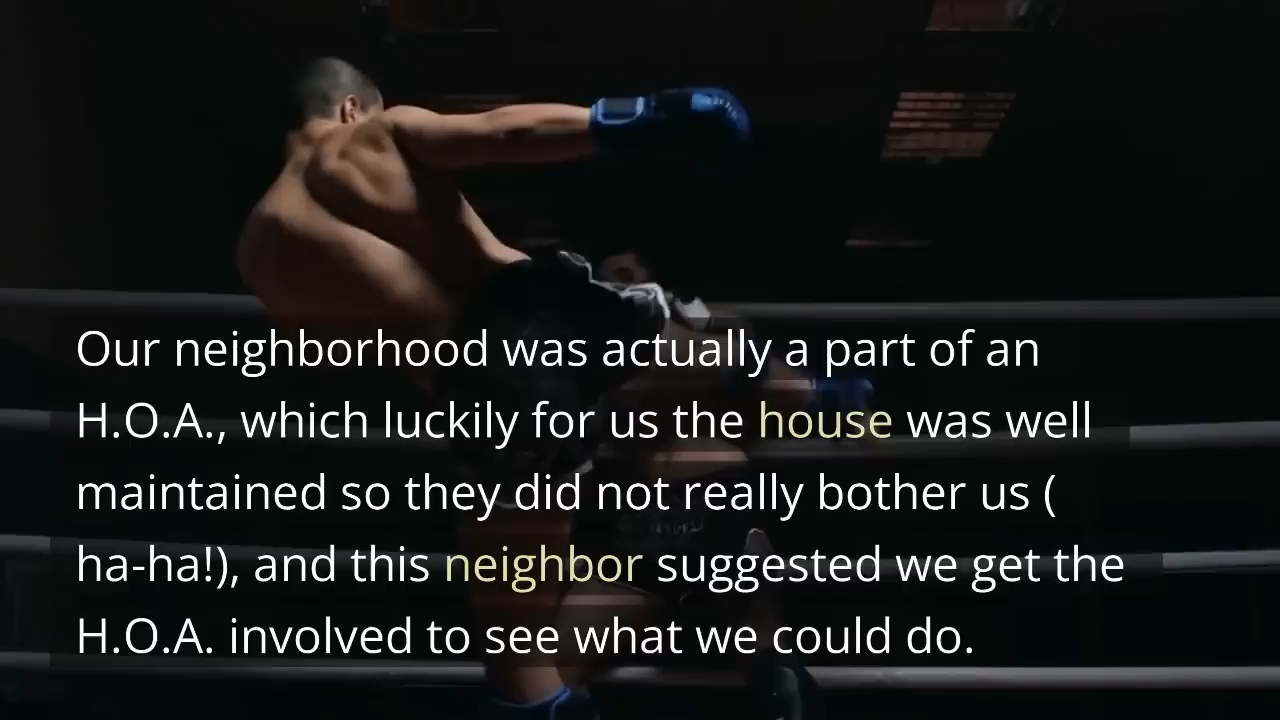 Our neighborhood was actually a part of an
H.O.A., which luckily for us the house was well
maintained so they did not really bother us (
ha-ha!), and this neighbor suggested we get the
H.O.A. involved to see what we could do.